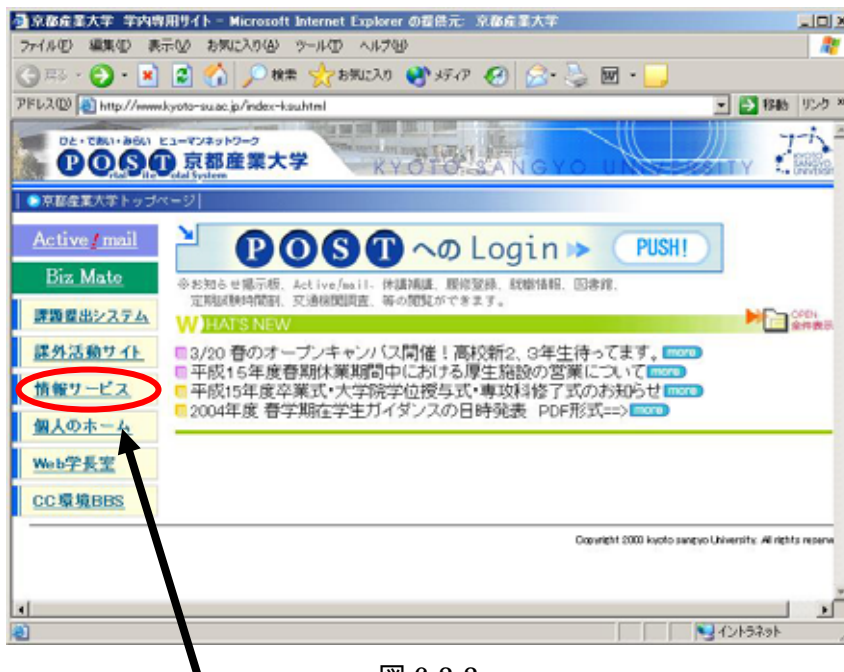 京都産業大学 学内専用サイト - Microsoft Internet Explorer の提供元: 京都産業大学
ファイル(F) 編集(E) 表示(V) お気に入り(A) ツール(T) ヘルプ(H)
戻る 検索 お気に入り メディア
アドレス(D) http://www.kyoto-su.ac.jp/index-ksu.html 移動 リンク »
ひと・であい・みらい ヒューマンネットワーク
POST 京都産業大学
KYOTO SANGYO UNIVERSITY
京都産業大学トップページ|
Active!mail
POST への Login PUSH!
Biz Mate
※お知らせ掲示板、Active!mail、休講補講、履修登録、就職情報、図書館、
定期試験時間割、交通機関調査、等の閲覧ができます。
課題提出システム
WHAT'S NEW
OPEN
全件表示
課外活動サイト
3/20 春のオープンキャンパス開催!高校新2、3年生待ってます。 more
平成15年度春期休業期間中における厚生施設の営業について more
情報サービス
平成15年度卒業式・大学院学位授与式・専攻科修了式のお知らせ more
2004年度 春学期在学生ガイダンスの日時発表 PDF形式==> more
個人のホーム
Web学長室
CC環境BBS
Copyright 2003 kyoto sangyo University. All rights reserve
イントラネット